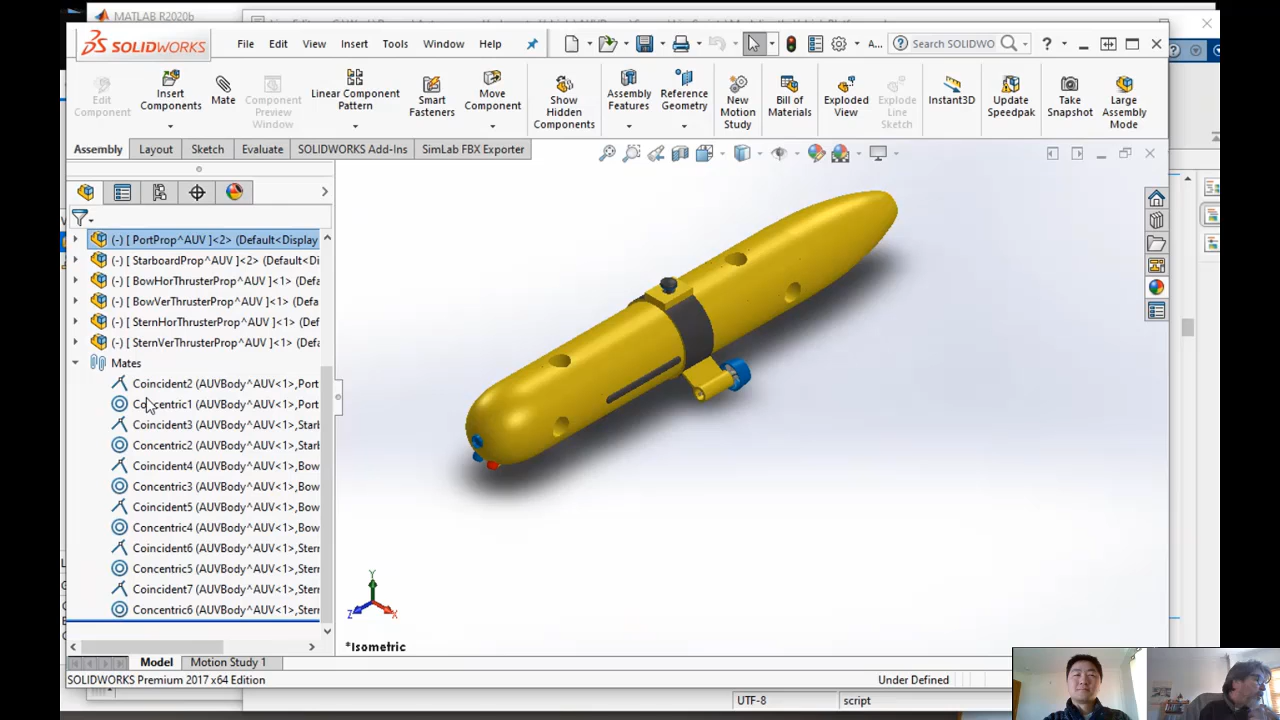 MATLAB R2020b
SOLIDWORKS File Edit View Insert Tools Window Help A... Search SOLIDWO ?
Edit Component
Insert Components
Mate
Component Preview Window
Linear Component Pattern
Smart Fasteners
Move Component
Show Hidden Components
Assembly Features
Reference Geometry
New Motion Study
Bill of Materials
Exploded View
Explode Line Sketch
Instant3D
Update Speedpak
Take Snapshot
Large Assembly Mode
Assembly Layout Sketch Evaluate SOLIDWORKS Add-Ins SimLab FBX Exporter
(-) [ PortProp^AUV ]<2> (Default<Display
(-) [ StarboardProp^AUV ]<2> (Default<Di
(-) [ BowHorThrusterProp^AUV ]<1> (Defa
(-) [ BowVerThrusterProp^AUV ]<1> (Defa
(-) [ SternHorThrusterProp^AUV ]<1> (Def
(-) [ SternVerThrusterProp^AUV ]<1> (Defa
Mates
Coincident2 (AUVBody^AUV<1>,Port
Concentric1 (AUVBody^AUV<1>,Port
Coincident3 (AUVBody^AUV<1>,Starl
Concentric2 (AUVBody^AUV<1>,Starl
Coincident4 (AUVBody^AUV<1>,Bow
Concentric3 (AUVBody^AUV<1>,Bow
Coincident5 (AUVBody^AUV<1>,Bow
Concentric4 (AUVBody^AUV<1>,Bow
Coincident6 (AUVBody^AUV<1>,Stern
Concentric5 (AUVBody^AUV<1>,Stern
Coincident7 (AUVBody^AUV<1>,Stern
Concentric6 (AUVBody^AUV<1>,Stern
Y
Z
X
*Isometric
Model Motion Study 1
SOLIDWORKS Premium 2017 x64 Edition Under Defined
UTF-8 script